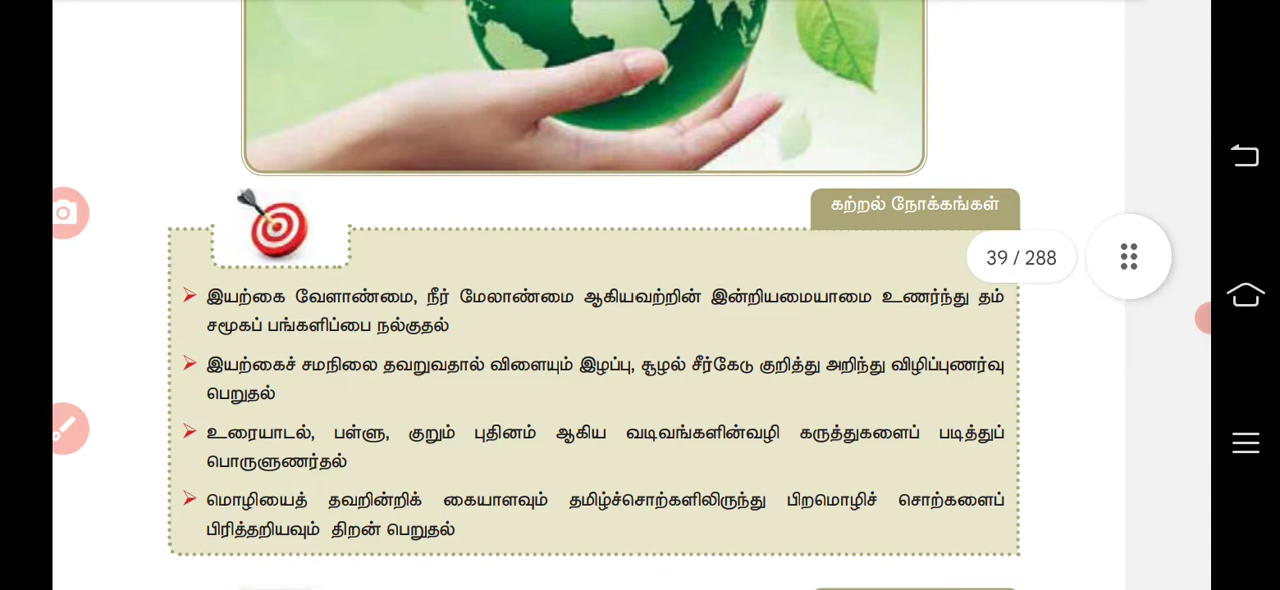 கற்றல் நோக்கங்கள்
39 / 288
இயற்கை வேளாண்மை, நீர் மேலாண்மை ஆகியவற்றின் இன்றியமையாமை உணர்ந்து தம்
சமூகப் பங்களிப்பை நல்குதல்
இயற்கைச் சமநிலை தவறுவதால் விளையும் இழப்பு, சூழல் சீர்கேடு குறித்து அறிந்து விழிப்புணர்வு
பெறுதல்
உரையாடல், பள்ளு, குறும் புதினம் ஆகிய வடிவங்களின்வழி கருத்துகளைப் படித்துப்
பொருளுணர்தல்
மொழியைத் தவறின்றிக் கையாளவும் தமிழ்ச்சொற்களிலிருந்து பிறமொழிச் சொற்களைப்
பிரித்தறியவும் திறன் பெறுதல்